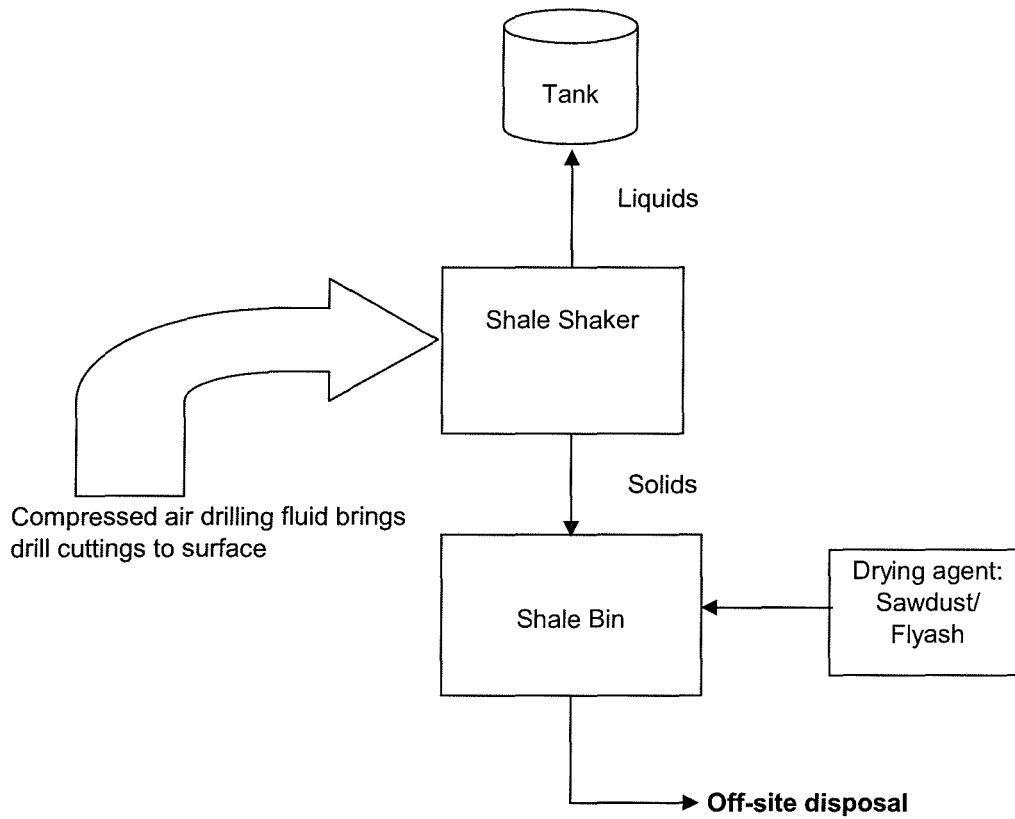 Tank
Liquids
Shale Shaker
Compressed air drilling fluid brings
drill cuttings to surface
Solids
Shale Bin
Drying agent:
Sawdust/
Flyash
Off-site disposal